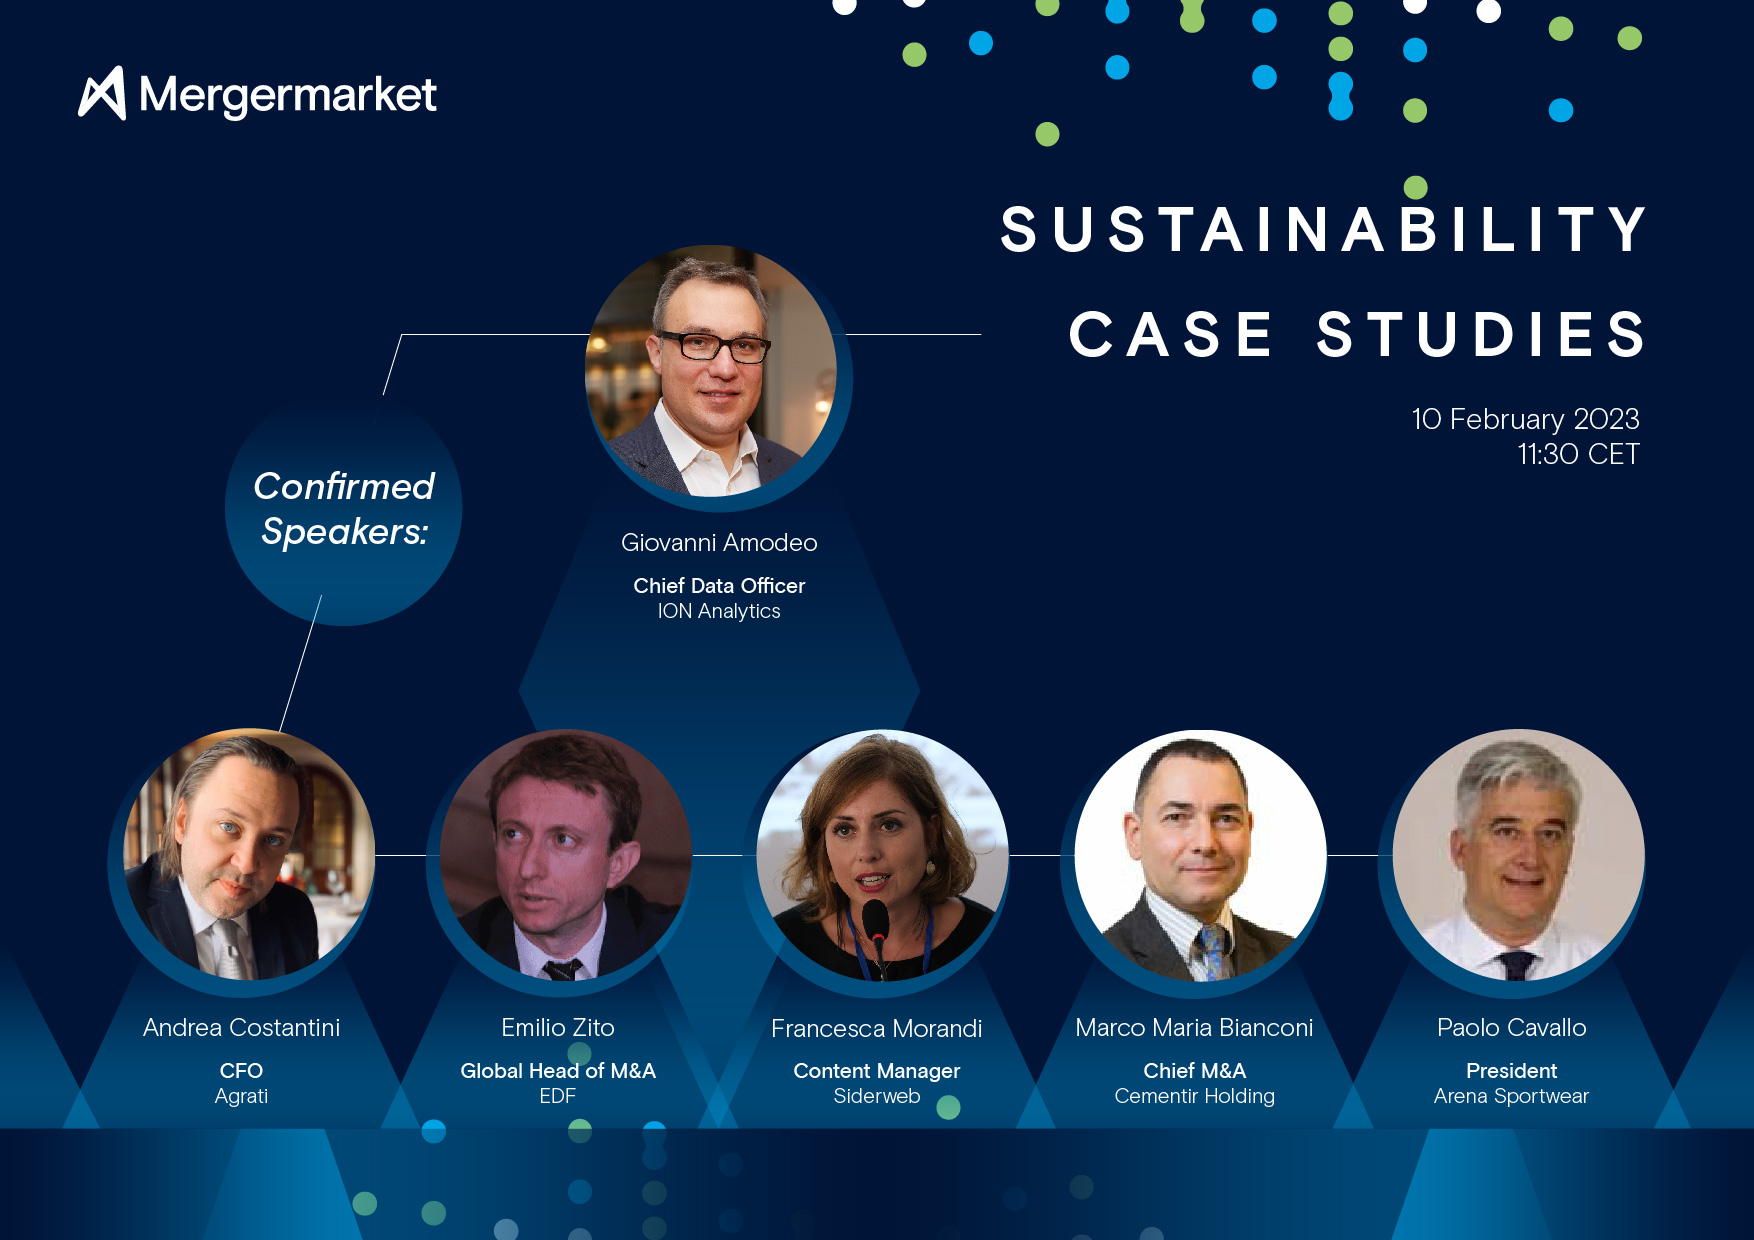 Mergermarket
SUSTAINABILITY
CASE STUDIES
10 February 2023
11:30 CET
Confirmed
Speakers:
Giovanni Amodeo
Chief Data Officer
ION Analytics
Andrea Costantini
CFO
Agrati
Emilio Zito
Global Head of M&A
EDF
Francesca Morandi
Content Manager
Siderweb
Marco Maria Bianconi
Chief M&A
Cementir Holding
Paolo Cavallo
President
Arena Sportwear